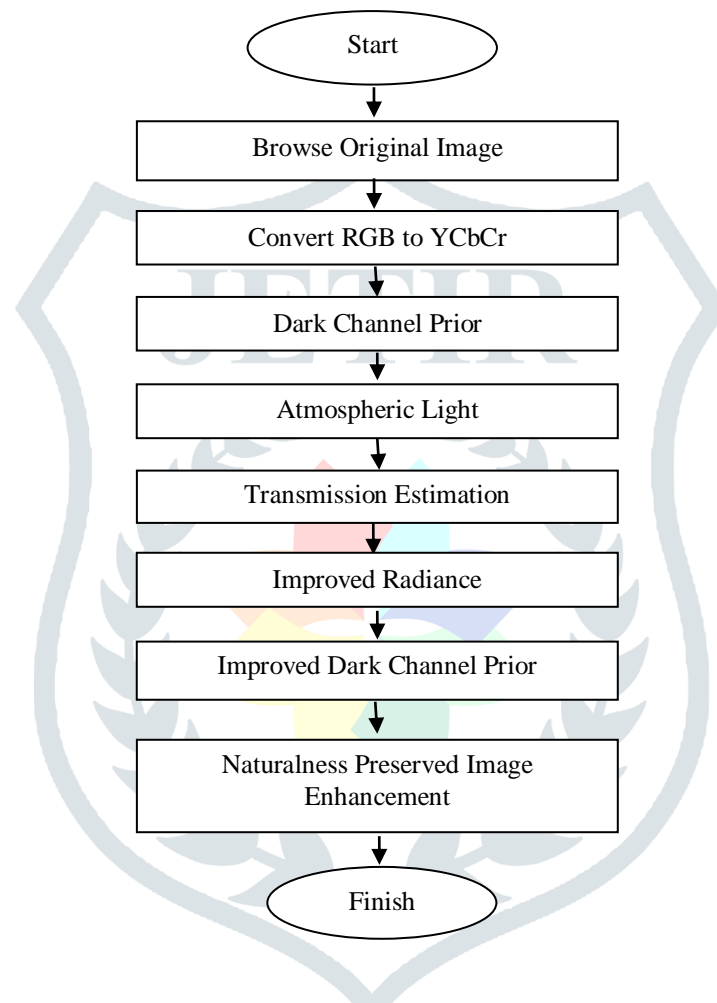 Start
Browse Original Image
Convert RGB to YCbCr
JETIR
Dark Channel Prior
Atmospheric Light
Transmission Estimation
Improved Radiance
Improved Dark Channel Prior
Naturalness Preserved Image
Enhancement
Finish